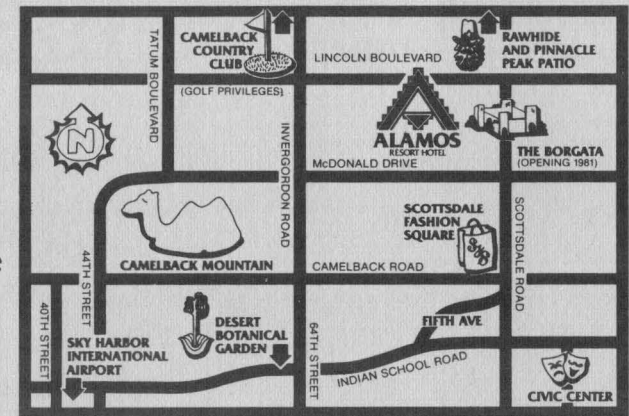 TATUM BOULEVARD
CAMELBACK
COUNTRY
CLUB
(GOLF PRIVILEGES)
LINCOLN BOULEVARD
RAWHIDE
AND PINNACLE
PEAK PATIO
N
INVERGORDON ROAD
ALAMOS
RESORT HOTEL
McDONALD DRIVE
THE BORGATA
(OPENING 1981)
CAMELBACK MOUNTAIN
SCOTTSDALE
FASHION
SQUARE
SCOTTSDALE ROAD
CAMELBACK ROAD
44TH STREET
40TH STREET
SKY HARBOR
INTERNATIONAL
AIRPORT
DESERT
BOTANICAL
GARDEN
64TH STREET
FIFTH AVE
INDIAN SCHOOL ROAD
CIVIC CENTER